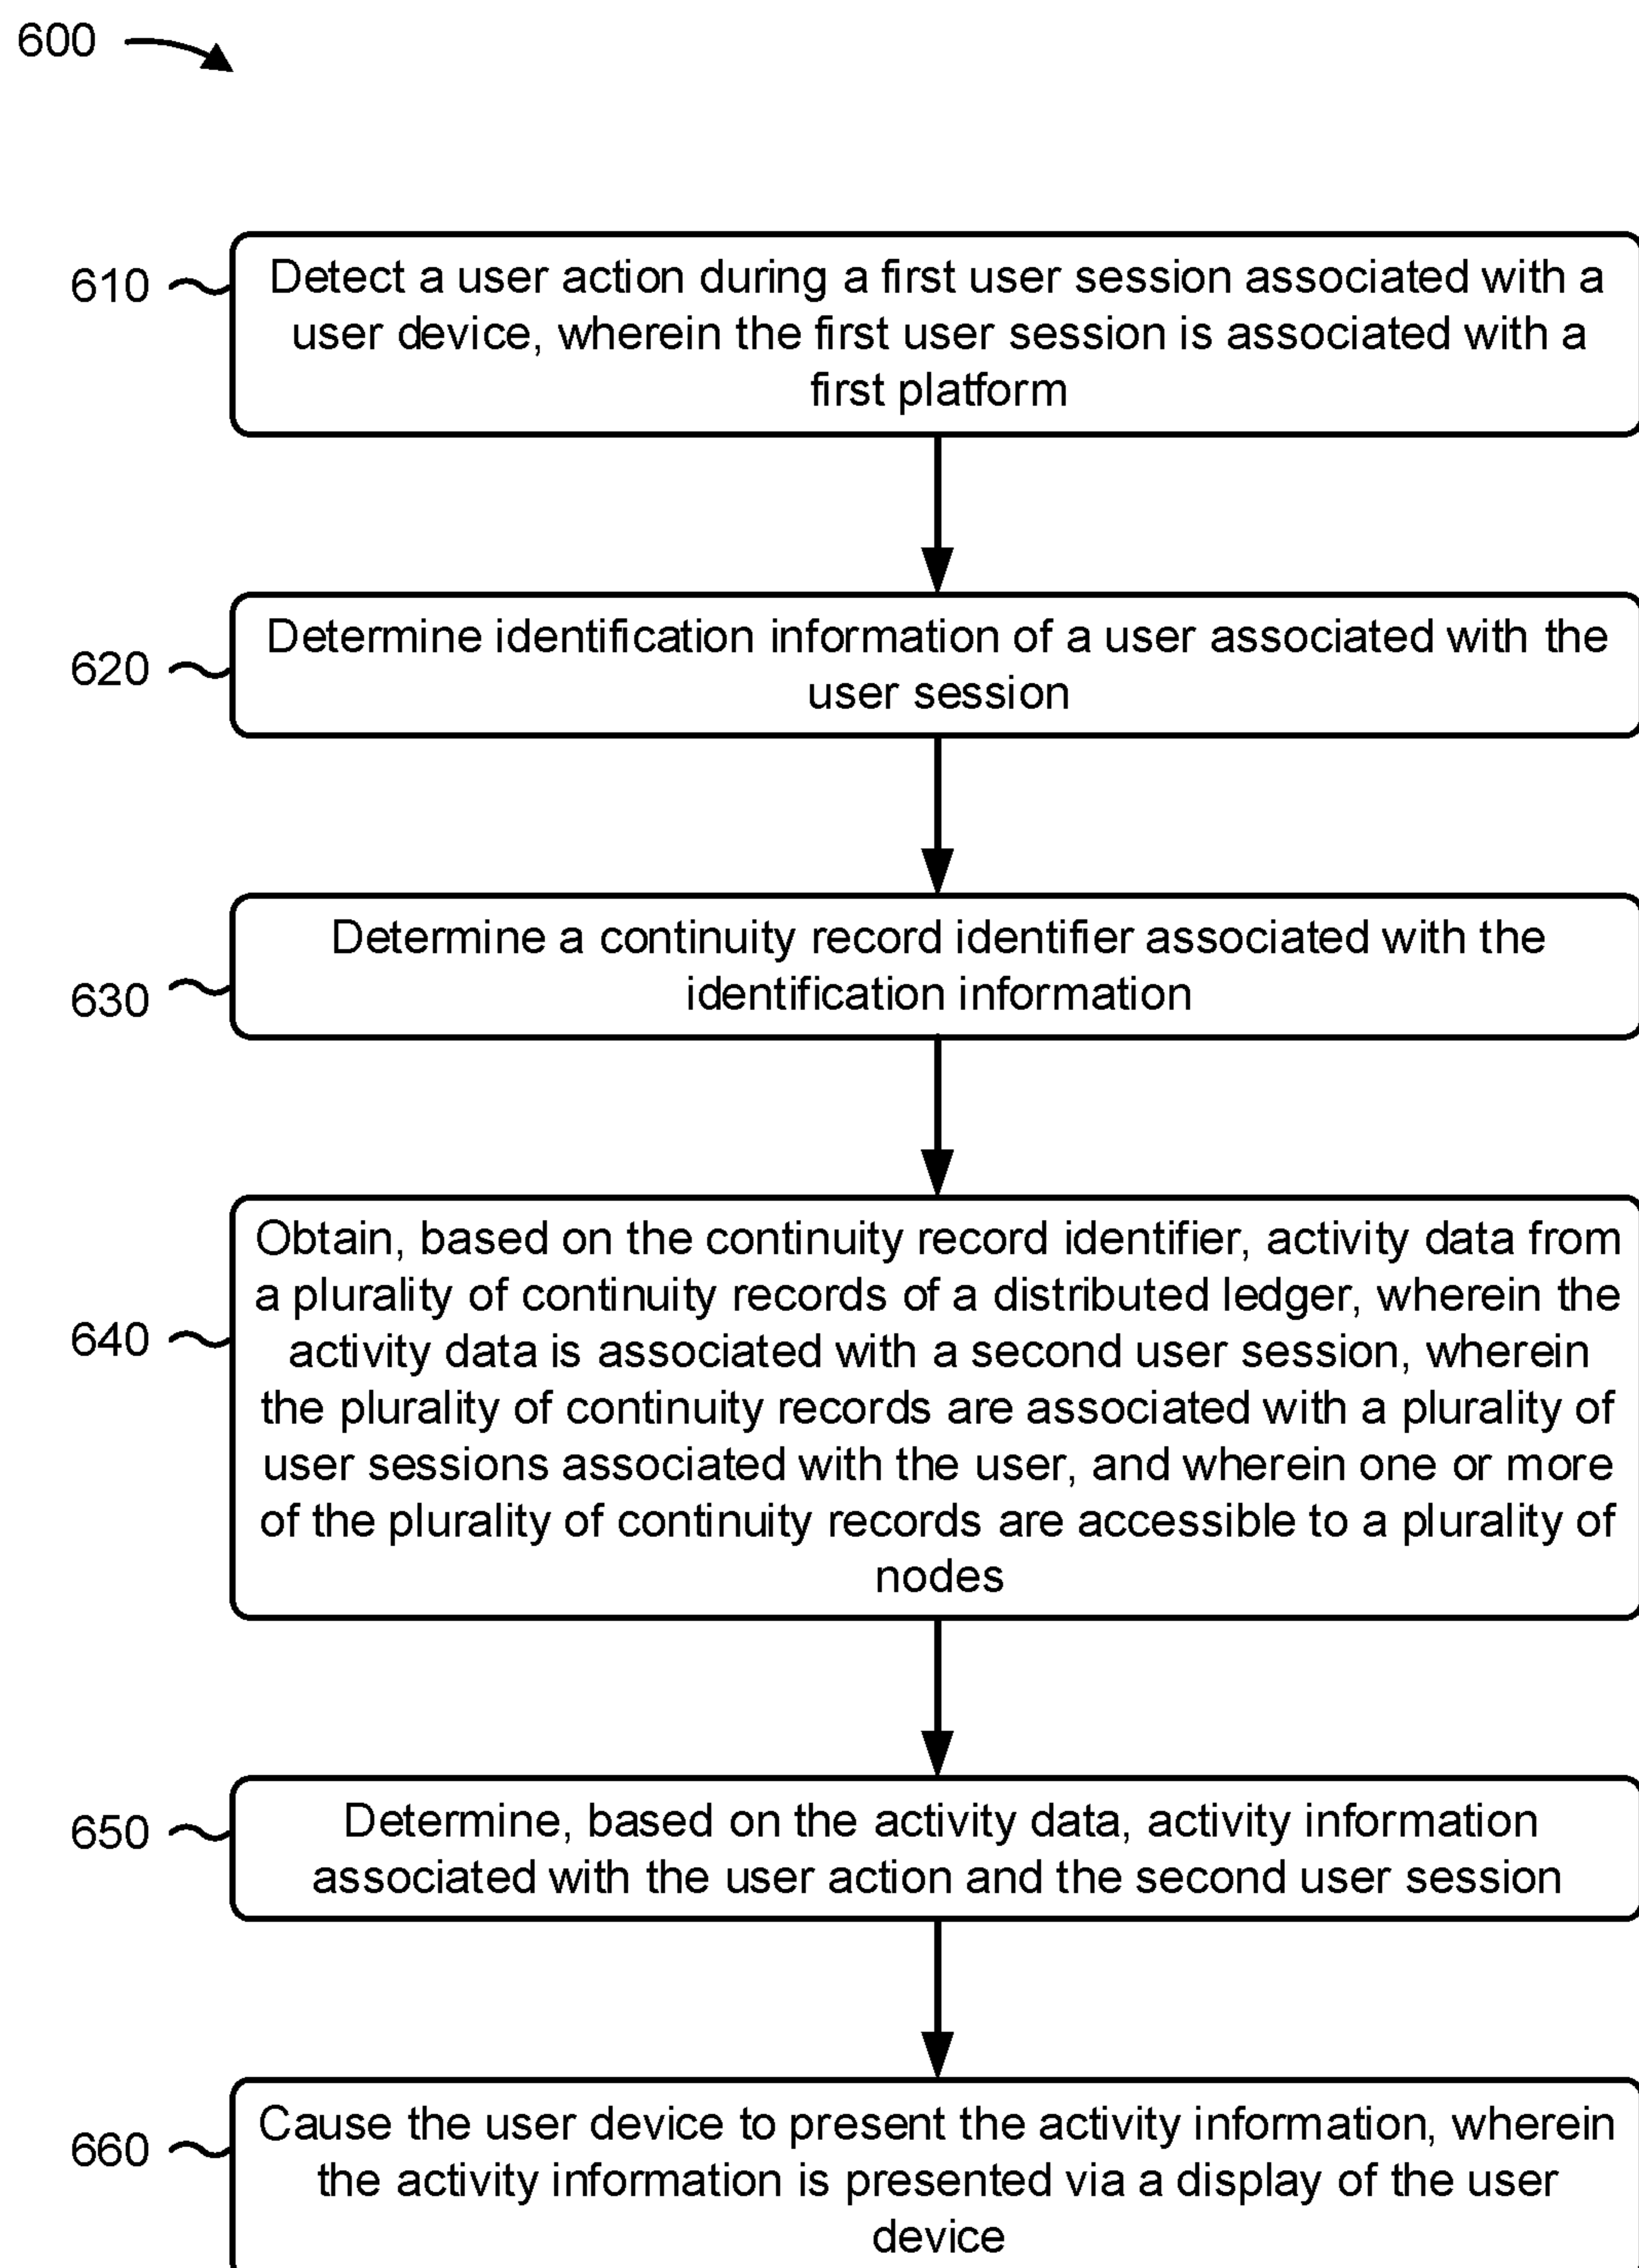 600
610
Detect a user action during a first user session associated with a
user device, wherein the first user session is associated with a
first platform
620
Determine identification information of a user associated with the
user session
630
Determine a continuity record identifier associated with the
identification information
640
Obtain, based on the continuity record identifier, activity data from
a plurality of continuity records of a distributed ledger, wherein the
activity data is associated with a second user session, wherein
the plurality of continuity records are associated with a plurality of
user sessions associated with the user, and wherein one or more
of the plurality of continuity records are accessible to a plurality of
nodes
650
Determine, based on the activity data, activity information
associated with the user action and the second user session
660
Cause the user device to present the activity information, wherein
the activity information is presented via a display of the user
device